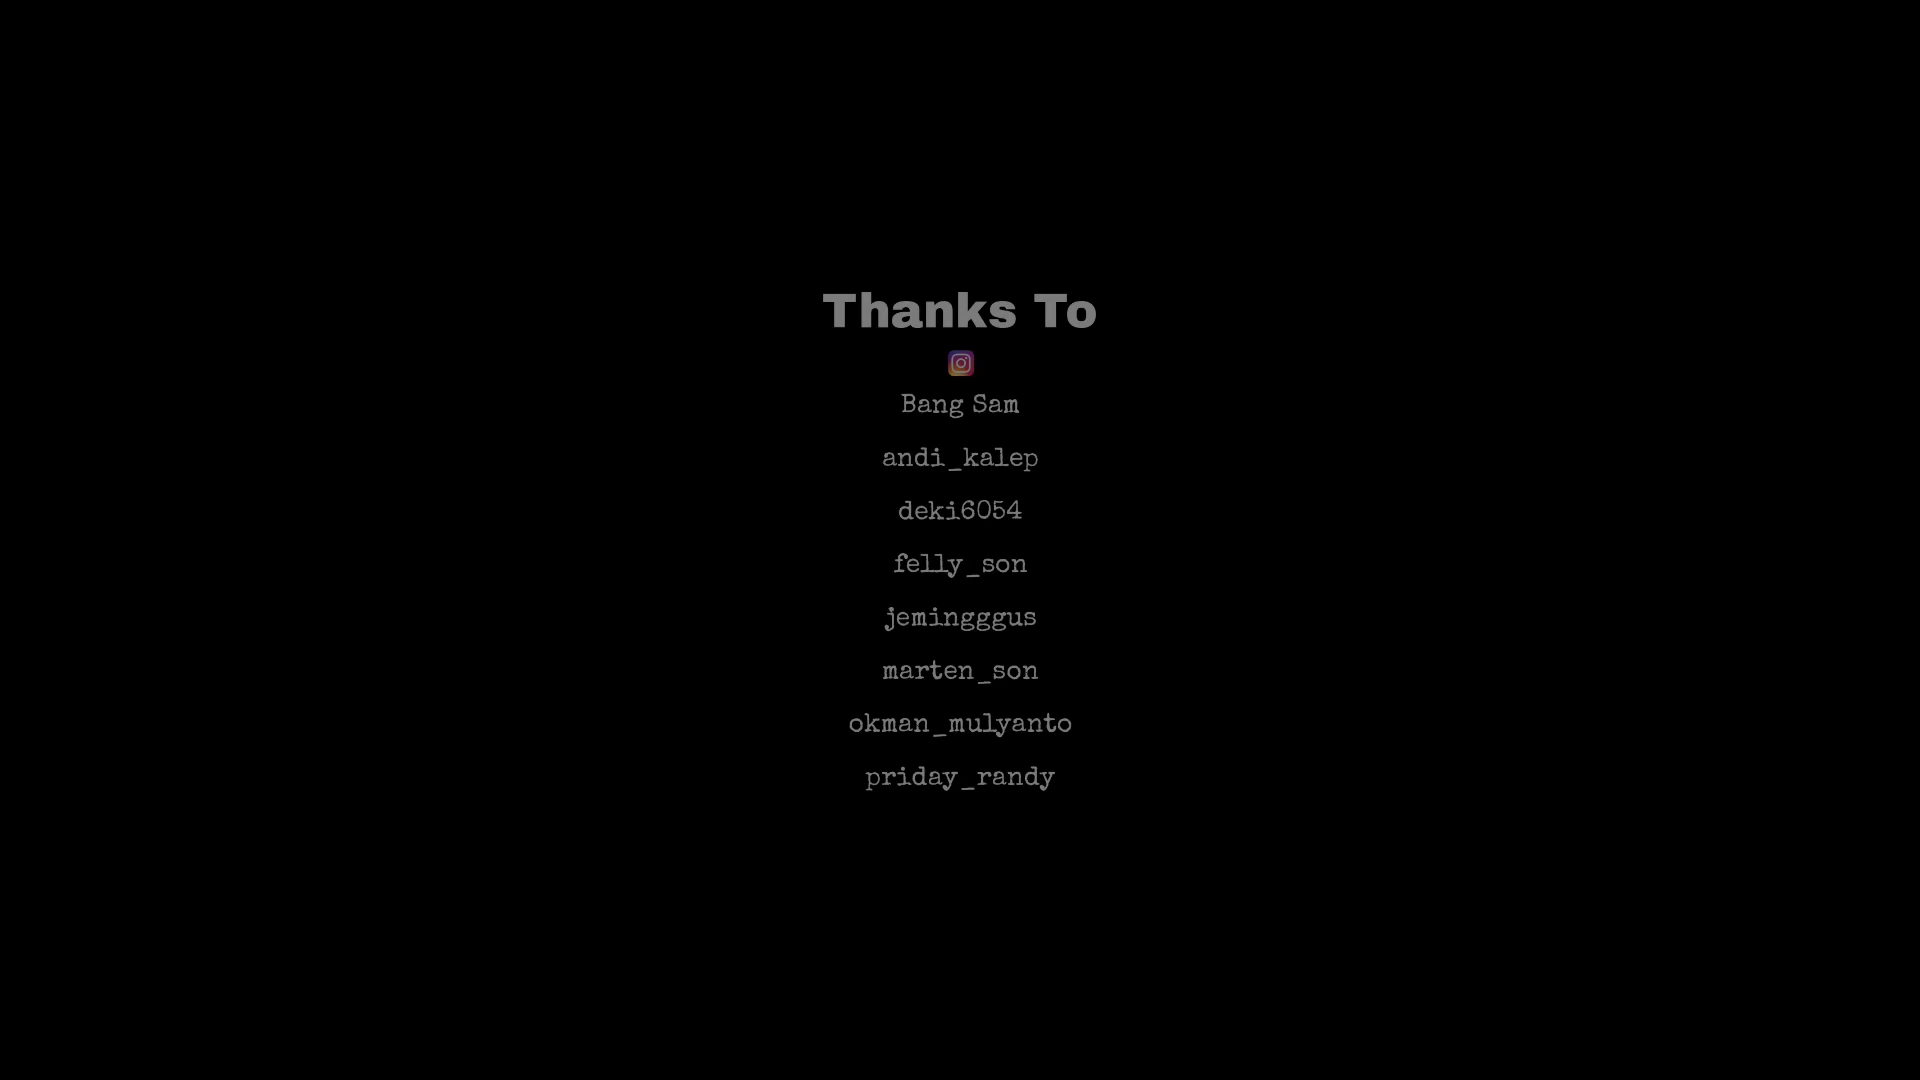 Thanks To
Bang Sam
andi_kalep
deki6054
felly_son
jemingggus
marten_son
okman_mulyanto
priday_randy